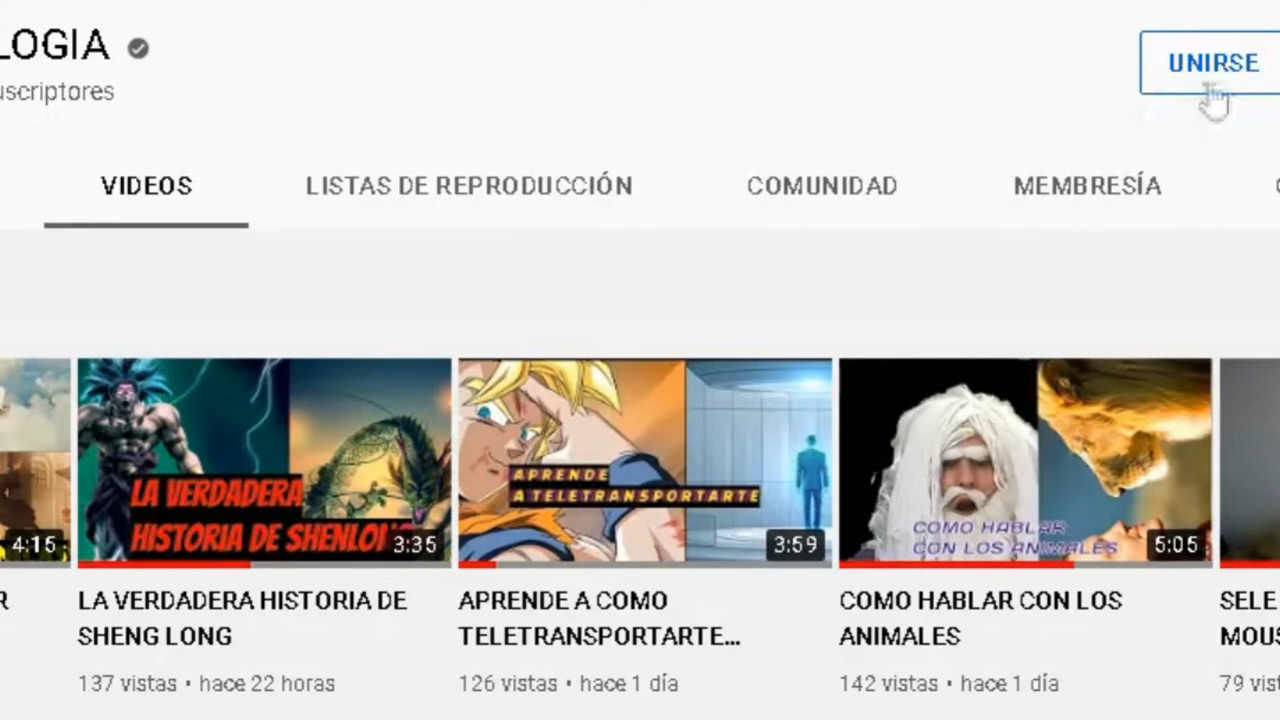 LOGIA
uscriptores
UNIRSE
VIDEOS
LISTAS DE REPRODUCCIÓN
COMUNIDAD
MEMBRESÍA
LA VERDADERA
HISTORIA DE SHENLON
APRENDE
A TELETRANSPORTARTE
COMO HABLAR
CON LOS ANIMALES
4:15
3:35
3:59
5:05
R
LA VERDADERA HISTORIA DE
SHENG LONG
APRENDE A COMO
TELETRANSPORTARTE...
COMO HABLAR CON LOS
ANIMALES
SELE
MOUS
137 vistas • hace 22 horas
126 vistas • hace 1 día
142 vistas • hace 1 día
79 vist